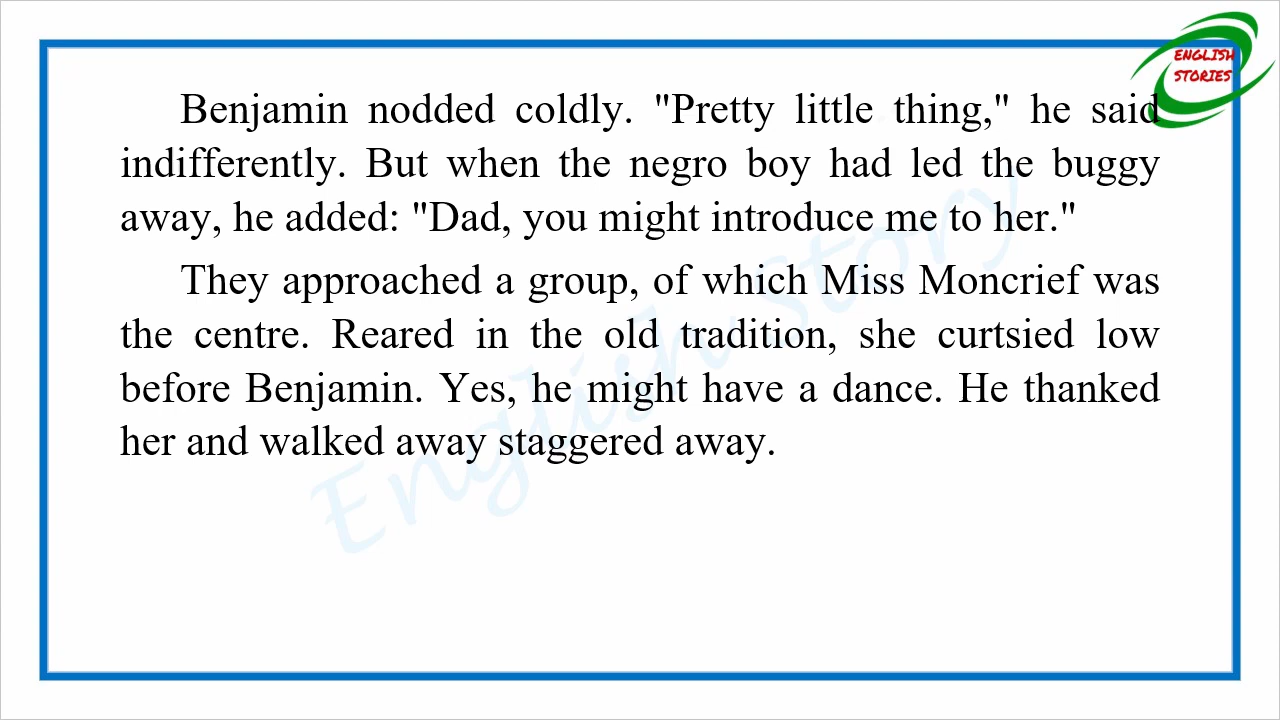 ENGLISH
STORIES
Benjamin nodded coldly. "Pretty little thing," he said
indifferently. But when the negro boy had led the buggy
away, he added: "Dad, you might introduce me to her."
They approached a group, of which Miss Moncrief was
the centre. Reared in the old tradition, she curtsied low
before Benjamin. Yes, he might have a dance. He thanked
her and walked away staggered away.
English Story